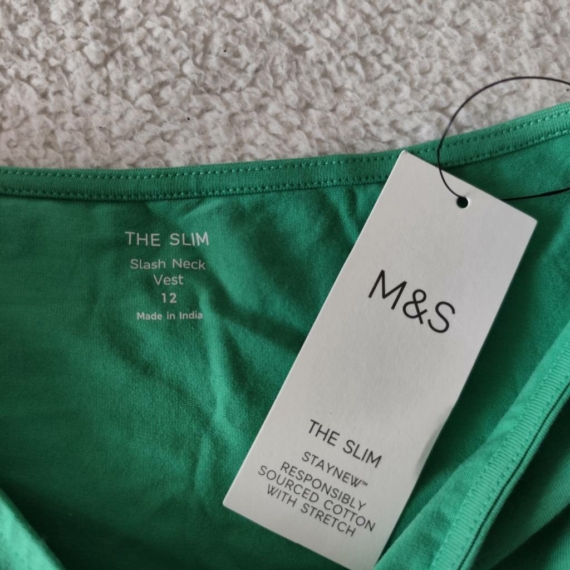 THE SLIM
Slash Neck
Vest
12
Made in India
M&S
THE SLIM
STAYNEW™
RESPONSIBLY
SOURCED COTTON
WITH STRETCH